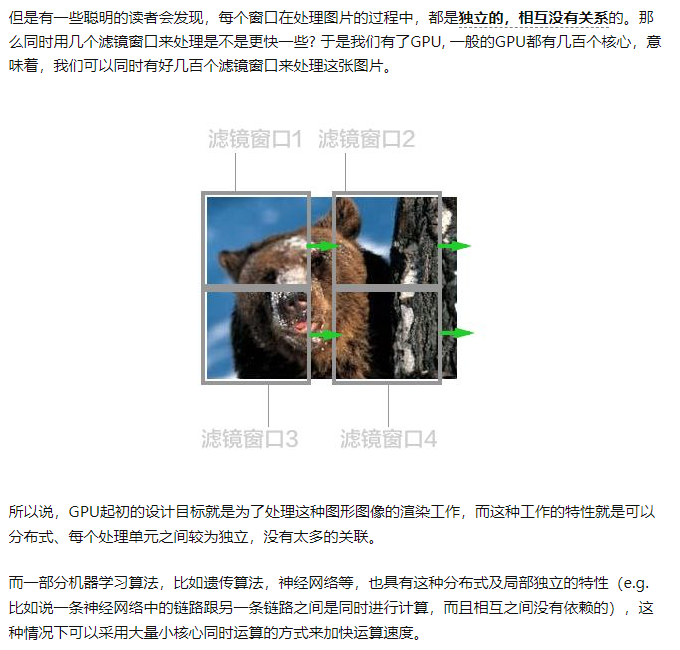 但是有一些聪明的读者会发现，每个窗口在处理图片的过程中，都是独立的，相互没有关系的。那
么同时用几个滤镜窗口来处理是不是更快一些? 于是我们有了GPU, 一般的GPU都有几百个核心，意
味着，我们可以同时有好几百个滤镜窗口来处理这张图片。
滤镜窗口1 滤镜窗口2
滤镜窗口3 滤镜窗口4
所以说，GPU起初的设计目标就是为了处理这种图形图像的渲染工作，而这种工作的特性就是可以
分布式、每个处理单元之间较为独立，没有太多的关联。
而一部分机器学习算法，比如遗传算法，神经网络等，也具有这种分布式及局部独立的特性（e.g.
比如说一条神经网络中的链路跟另一条链路之间是同时进行计算，而且相互之间没有依赖的）, 这
种情况下可以采用大量小核心同时运算的方式来加快运算速度。